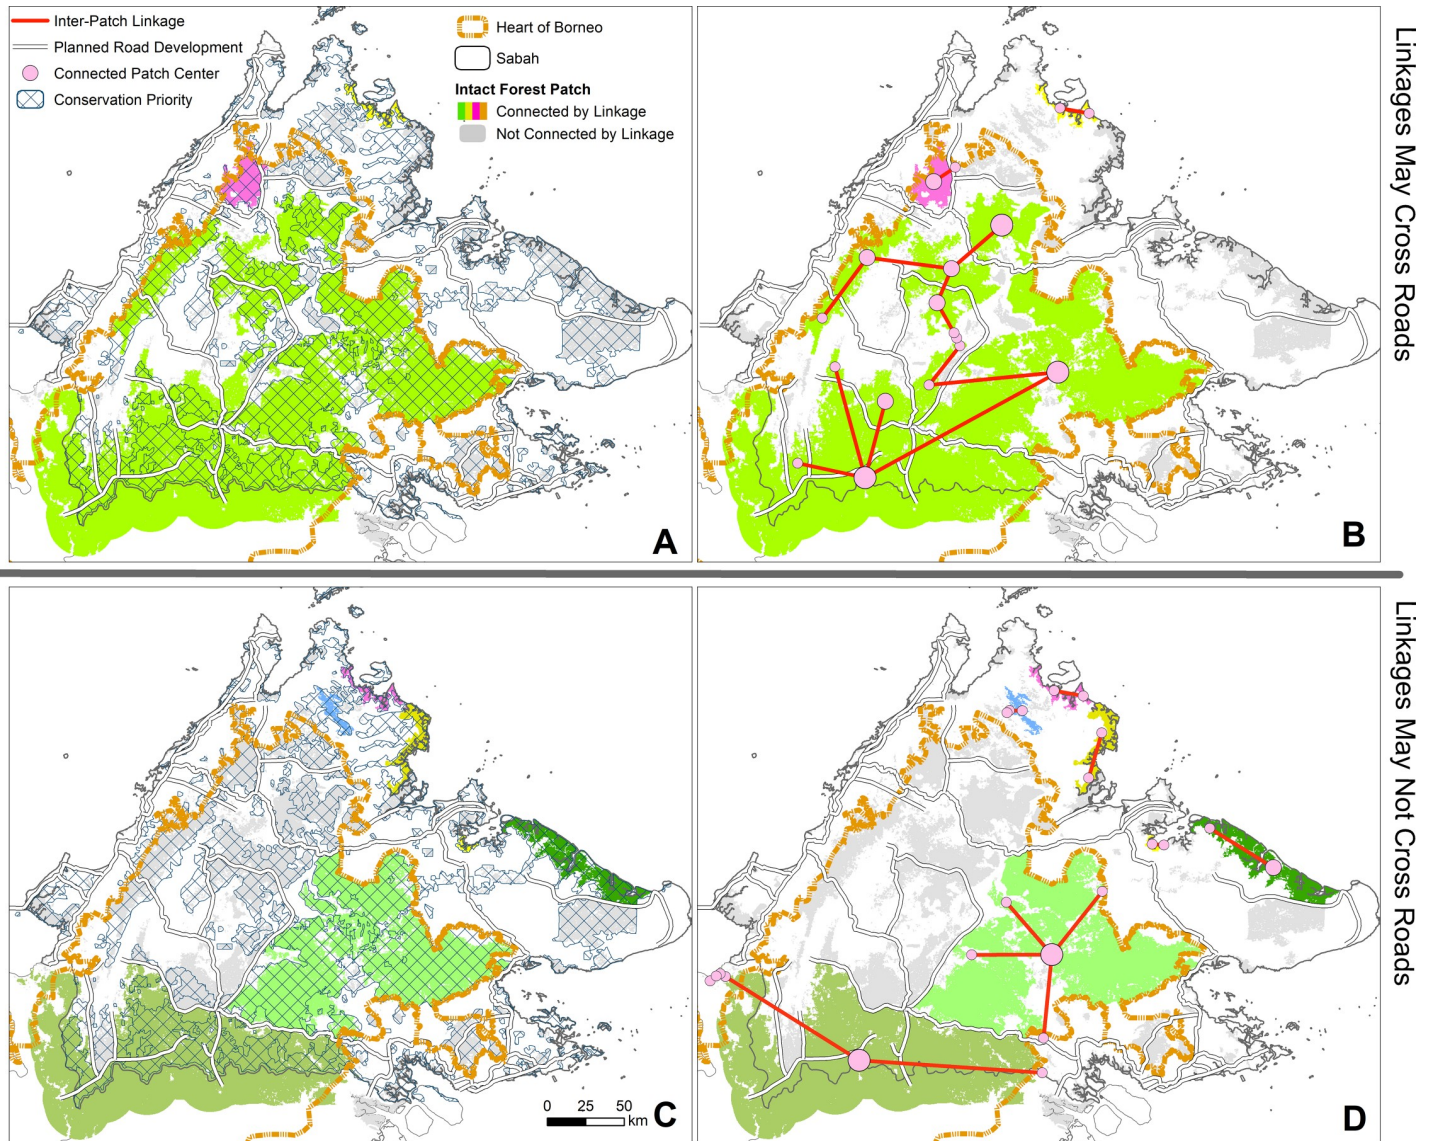 Inter-Patch Linkage
Planned Road Development
Connected Patch Center
Conservation Priority
Heart of Borneo
Sabah
Intact Forest Patch
Connected by Linkage
Not Connected by Linkage
A
B
Linkages May Cross Roads
0 25 50
km
C
D
Linkages May Not Cross Roads